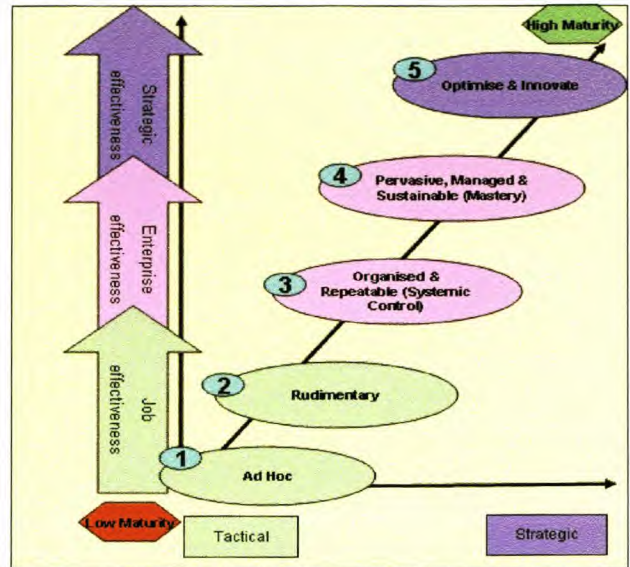 High Maturity
5
Optimise & Innovate
Strategic
effectiveness
4
Pervasive, Managed &
Sustainable (Mastery)
Enterprise
effectiveness
3
Organised &
Repeatable (Systemic
Control)
2
Rudimentary
Job
effectiveness
1
Ad Hoc
Low Maturity
Tactical
Strategic